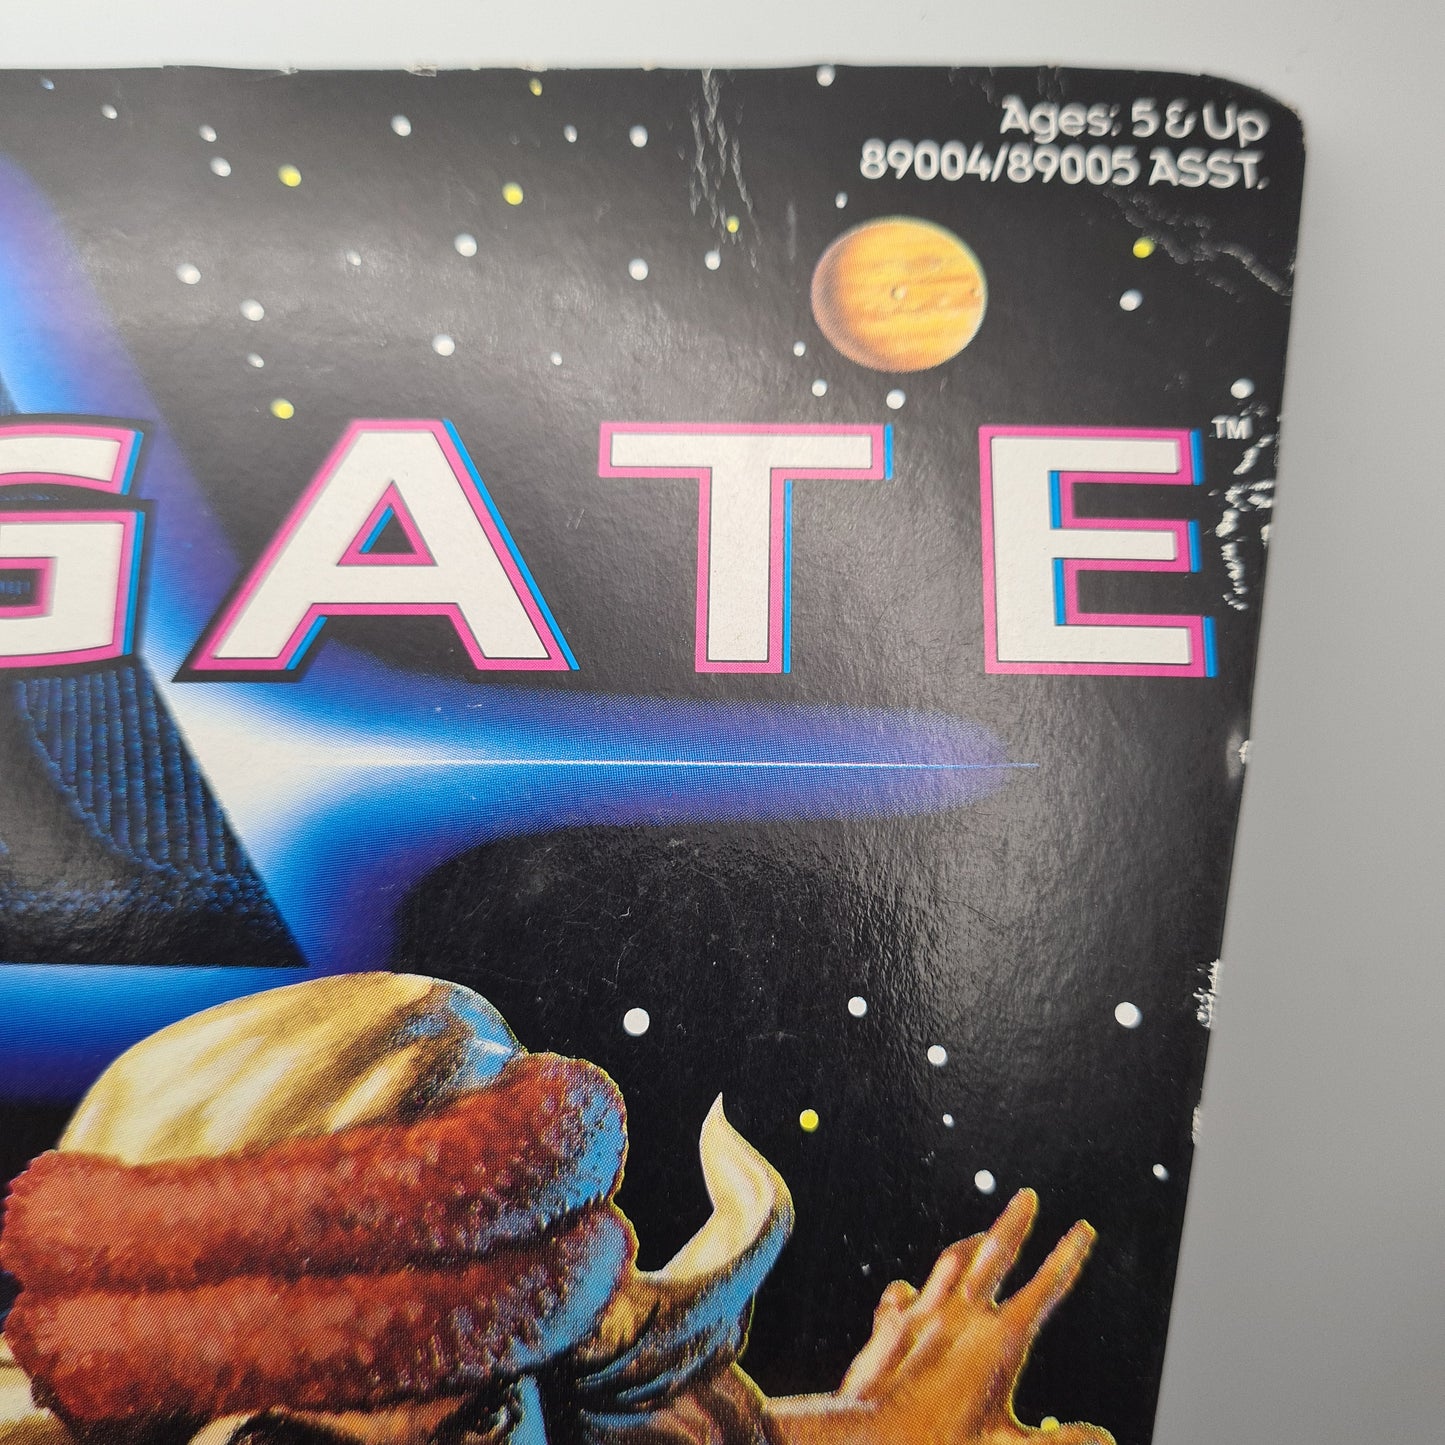 Ages: 5 & Up
89004/89005 ASST.
GATE™